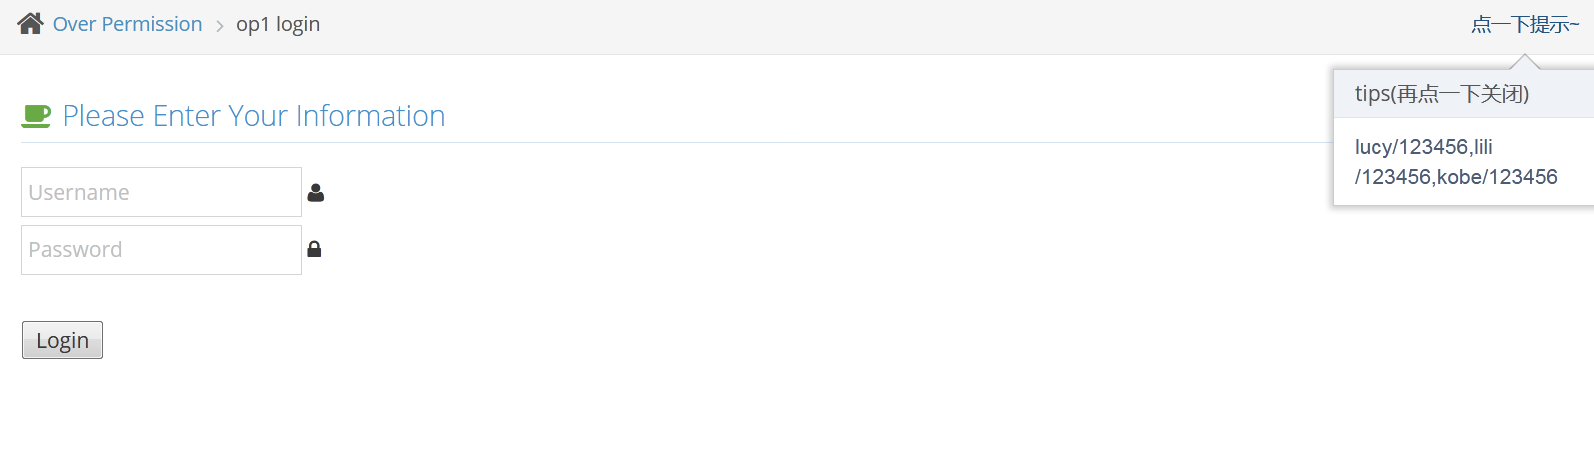 Over Permission > op1 login
点一下提示~
Please Enter Your Information
Username
Password
Login
tips(再点一下关闭)
lucy/123456,lili
/123456,kobe/123456